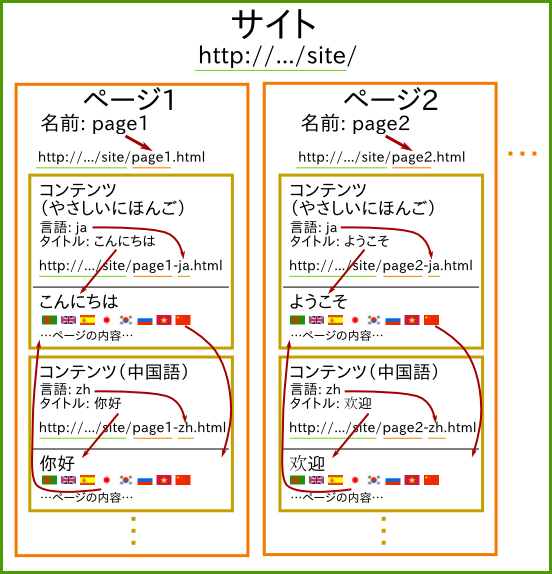 サイト
http://.../site/
ページ1
名前: page1
http://.../site/page1.html
コンテンツ
（やさしいにほんご）
言語: ja
タイトル: こんにちは
http://.../site/page1-ja.html
こんにちは
…ページの内容…
コンテンツ（中国語）
言語: zh
タイトル: 你好
http://.../site/page1-zh.html
你好
…ページの内容…
ページ2
名前: page2
http://.../site/page2.html
コンテンツ
（やさしいにほんご）
言語: ja
タイトル: ようこそ
http://.../site/page2-ja.html
ようこそ
…ページの内容…
コンテンツ（中国語）
言語: zh
タイトル: 欢迎
http://.../site/page2-zh.html
欢迎
…ページの内容…